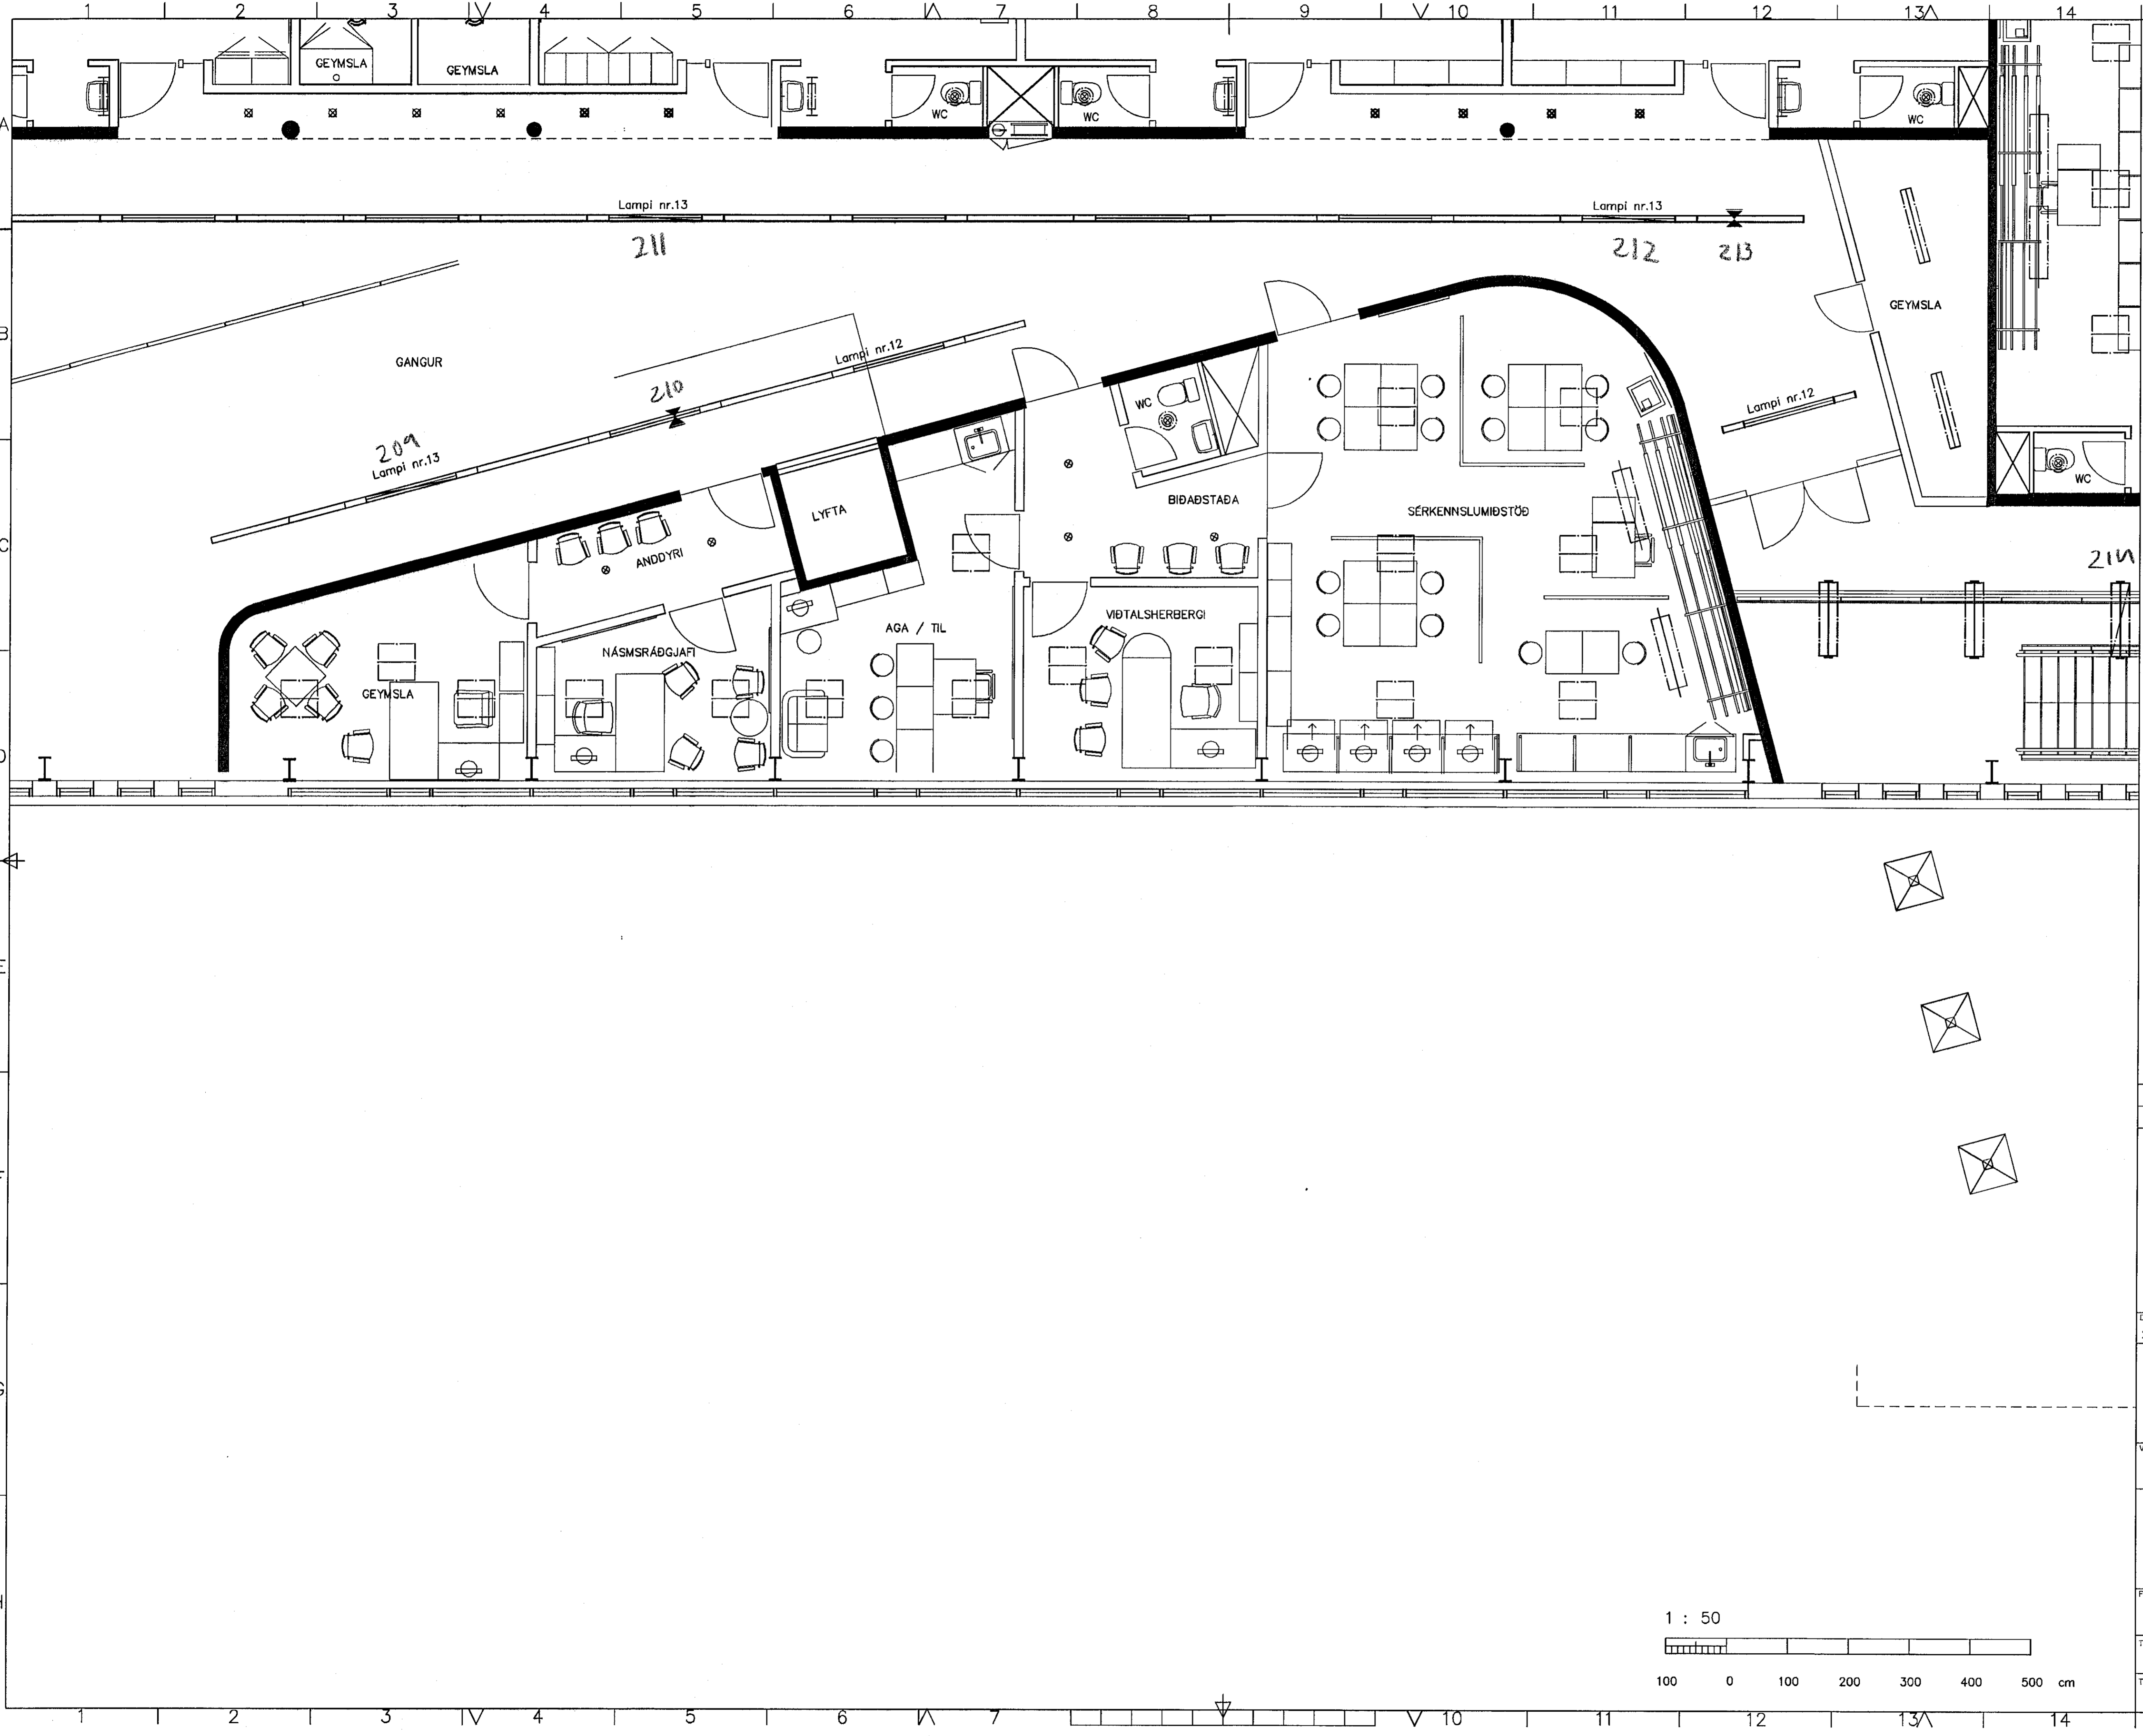 1 2 3 4 5 6 7 8 9 10 11 12 13 14
GEYMSLA
GEYMSLA
WC
WC
WC
A
Lampi nr.13
Lampi nr.13
211
212
213
GEYMSLA
B
GANGUR
Lampi nr.12
210
WC
Lampi nr.12
209
Lampi nr.13
WC
LYFTA
BIÐAÐSTAÐA
SÉRKENNSLUMIÐSTÖÐ
C
ANDDYRI
214
VIÐTALSHERBERGI
AGA / TIL
NÁSMSRÁÐGJAFI
GEYMSLA
D
E
F
G
H
1 : 50
100 0 100 200 300 400 500 cm
1 2 3 4 5 6 7 10 11 12 13 14